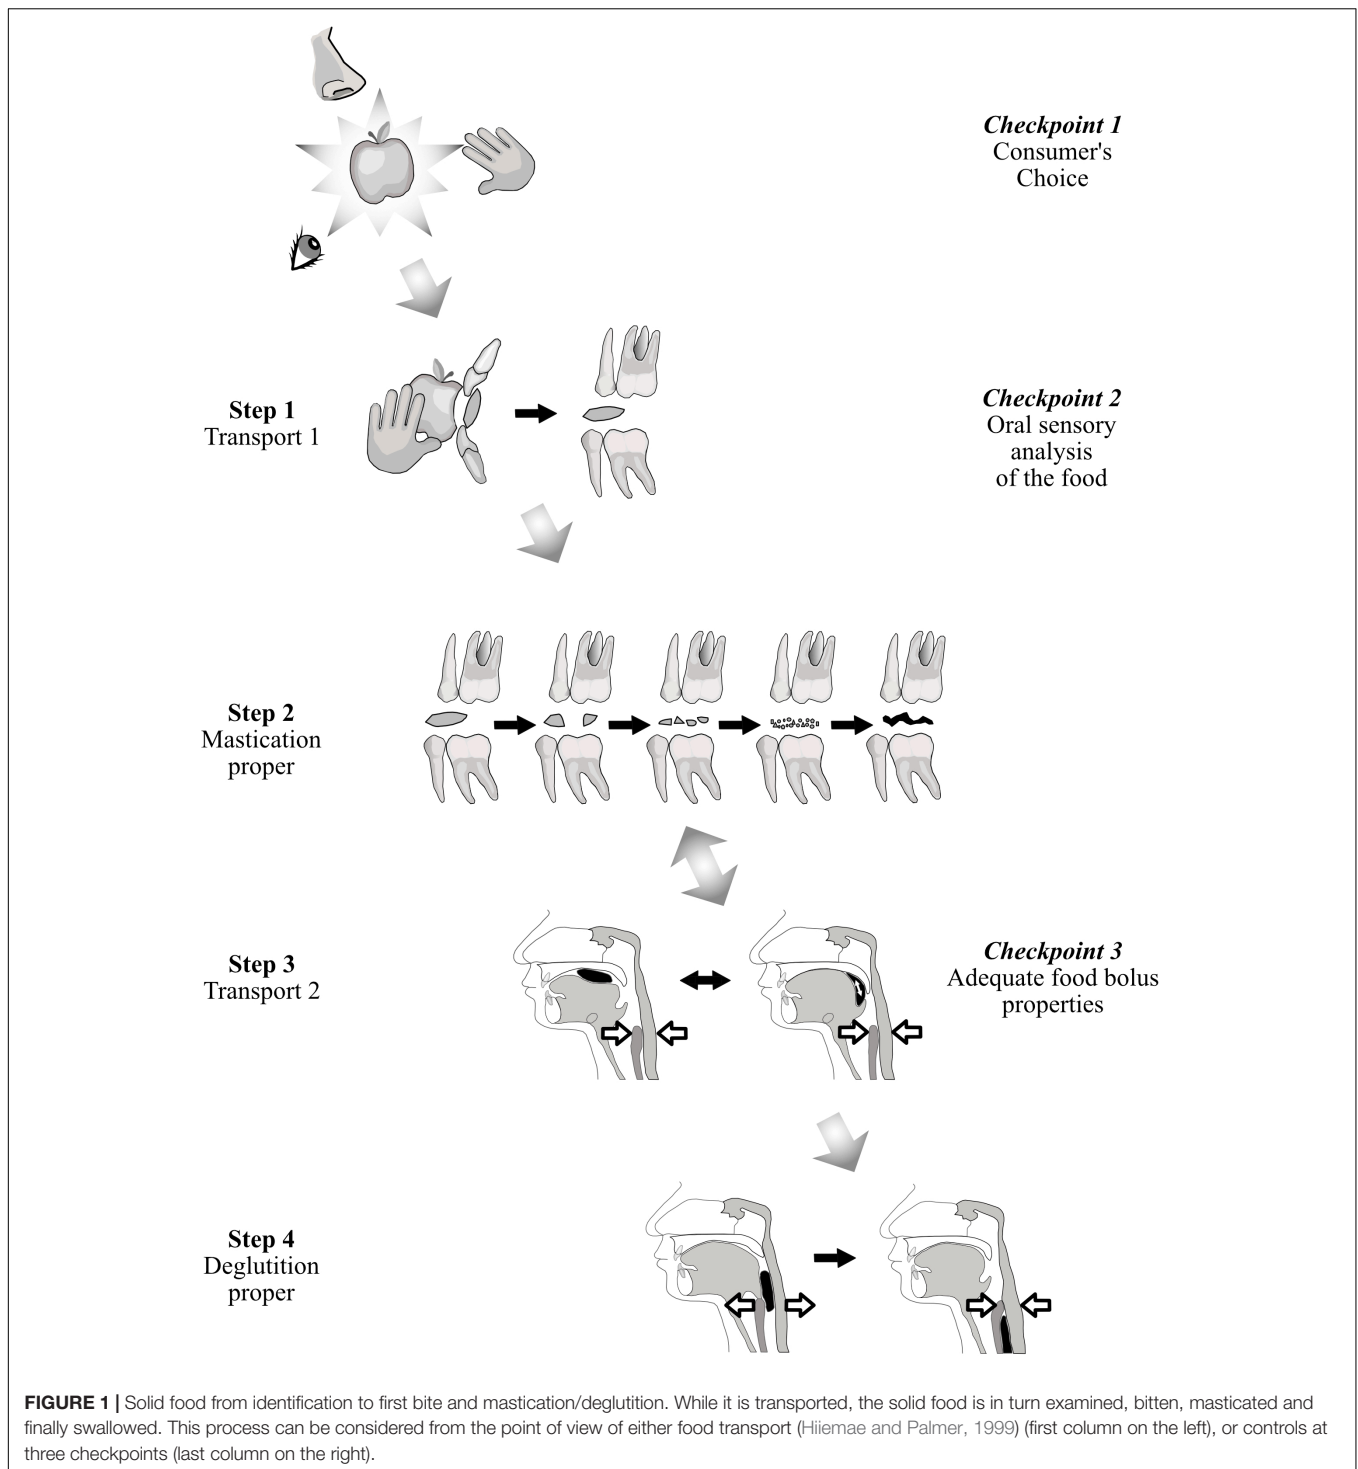 Checkpoint 1
Consumer's
Choice
Step 1
Transport 1
Checkpoint 2
Oral sensory
analysis
of the food
Step 2
Mastication
proper
Step 3
Transport 2
Checkpoint 3
Adequate food bolus
properties
Step 4
Deglutition
proper
FIGURE 1 | Solid food from identification to first bite and mastication/deglutition. While it is transported, the solid food is in turn examined, bitten, masticated and
finally swallowed. This process can be considered from the point of view of either food transport (Hiiemae and Palmer, 1999) (first column on the left), or controls at
three checkpoints (last column on the right).